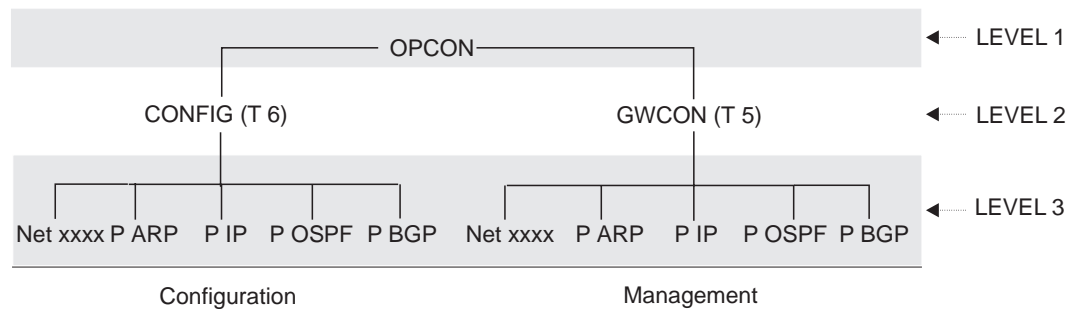 OPCON
LEVEL 1
CONFIG (T 6)
GWCON (T 5)
LEVEL 2
Net xxxx P ARP P IP P OSPF P BGP
Net xxxx P ARP P IP P OSPF P BGP
LEVEL 3
Configuration
Management